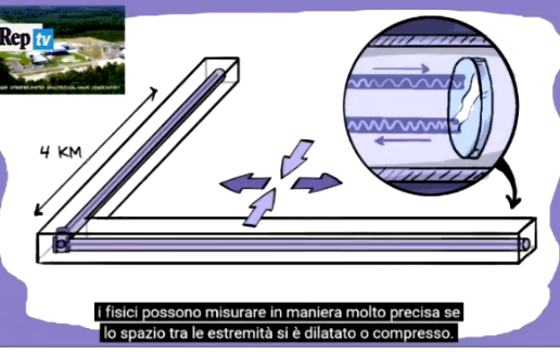 Rep tv
4 KM
i fisici possono misurare in maniera molto precisa se
lo spazio tra le estremità si è dilatato o compresso.